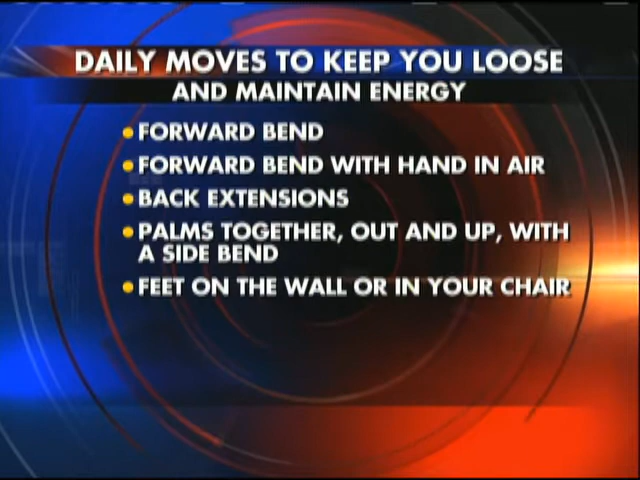 DAILY MOVES TO KEEP YOU LOOSE
AND MAINTAIN ENERGY
FORWARD BEND
FORWARD BEND WITH HAND IN AIR
BACK EXTENSIONS
PALMS TOGETHER, OUT AND UP, WITH
A SIDE BEND
FEET ON THE WALL OR IN YOUR CHAIR